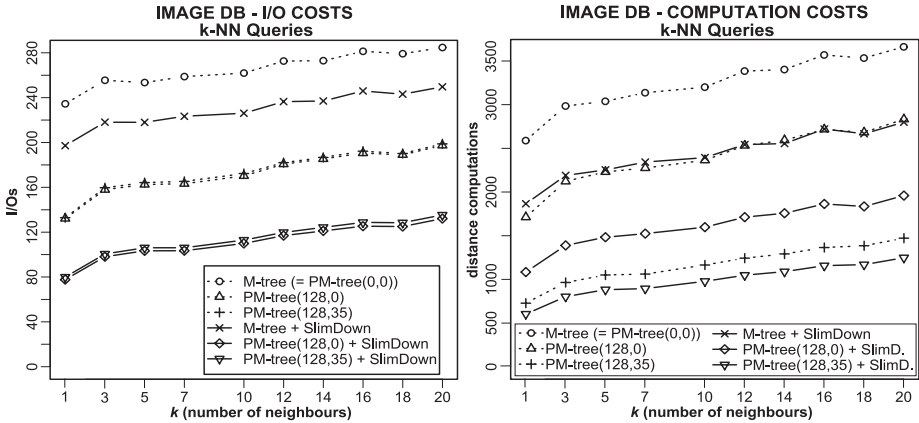 IMAGE DB - I/O COSTS
k-NN Queries
I/Os
280
240
200
160
120
80
40
0
M-tree (= PM-tree(0,0))
PM-tree(128,0)
PM-tree(128,35)
M-tree + SlimDown
PM-tree(128,0) + SlimDown
PM-tree(128,35) + SlimDown
1 3 5 7 10 12 14 16 18 20
k (number of neighbours)
IMAGE DB - COMPUTATION COSTS
k-NN Queries
distance computations
3500
3000
2500
2000
1500
1000
500
0
M-tree (= PM-tree(0,0))
PM-tree(128,0)
PM-tree(128,35)
M-tree + SlimDown
PM-tree(128,0) + SlimD.
PM-tree(128,35) + SlimD.
1 3 5 7 10 12 14 16 18 20
k (number of neighbours)